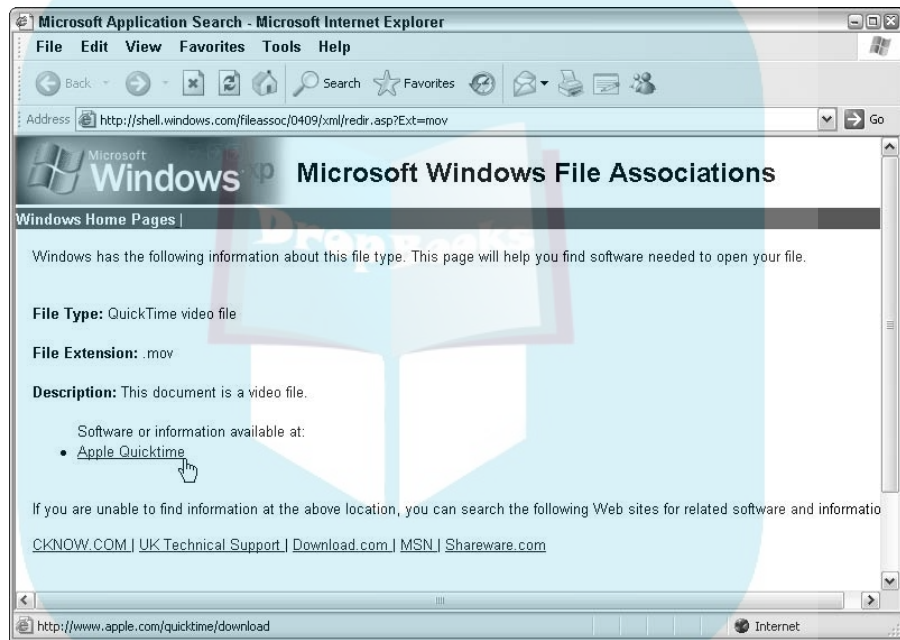 Microsoft Application Search - Microsoft Internet Explorer
File Edit View Favorites Tools Help
Back Search Favorites
Address http://shell.windows.com/fileassoc/0409/xml/redir.asp?Ext=mov Go
Microsoft
Windows xp Microsoft Windows File Associations
Windows Home Pages |
DropBooks
Windows has the following information about this file type. This page will help you find software needed to open your file.
File Type: QuickTime video file
File Extension: .mov
Description: This document is a video file.
Software or information available at:
• Apple Quicktime
If you are unable to find information at the above location, you can search the following Web sites for related software and informatio
CKNOW.COM | UK Technical Support | Download.com | MSN | Shareware.com
http://www.apple.com/quicktime/download Internet